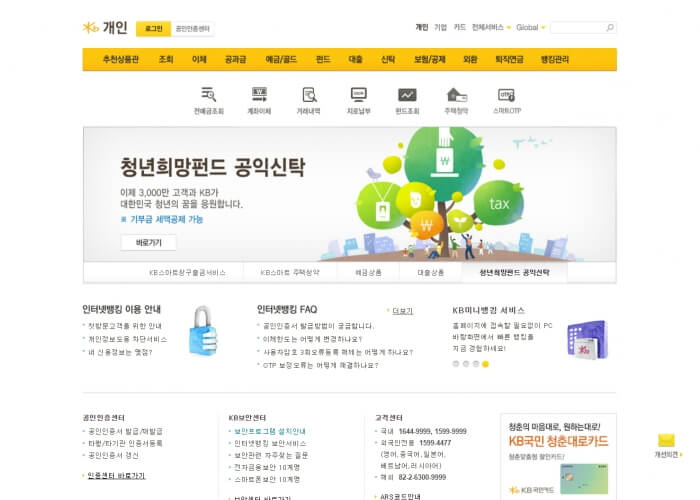 KB 개인
로그인 공인인증센터
개인 기업 카드 전체서비스 Global
추천상품관 조회 이체 공과금 예금/골드 펀드 대출 신탁 보험/공제 외환 퇴직연금 뱅킹관리
전예금조회 계좌이체 거래내역 지로납부 펀드조회 주택청약 스마트OTP
청년희망펀드 공익신탁
이제 3,000만 고객과 KB가
대한민국 청년의 꿈을 응원합니다.
※ 기부금 세액공제 가능
바로가기
tax
KB스마트창구출금서비스 KB스마트 주택청약 예금상품 대출상품 청년희망펀드 공익신탁
인터넷뱅킹 이용 안내
첫방문고객를 위한 안내
개인정보도용 차단서비스
내 신용정보는 몇점?
인터넷뱅킹 FAQ 더보기
공인인증서 발급방법이 궁금합니다.
이체한도는 어떻게 변경하나요?
사용자암호 3회오류등록 해제는 어떻게 하나요?
OTP 보정오류는 어떻게 해결하나요?
KB미니뱅킹 서비스
홈페이지에 접속할 필요없이 PC
바탕화면에서 빠른 뱅킹을
지금 경험하세요!
공인인증센터
공인인증서 발급/재발급
타행/타기관 인증서등록
공인인증서 갱신
인증센터 바로가기
KB보안센터
보안프로그램 설치안내
인터넷뱅킹 보안서비스
보안관련 자주찾는 질문
전자금융보안 10계명
스마트폰보안 10계명
보안센터 바로가기
고객센터
국내 1644-9999, 1599-9999
외국인전용 1599-4477
(영어,중국어,일본어,
베트남어,러시아어)
해외 82-2-6300-9999
ARS코드안내
청춘의 마음대로, 원하는대로!
KB국민 청춘대로카드
청춘맞춤형 할인카드!
KB국민카드
개선의견